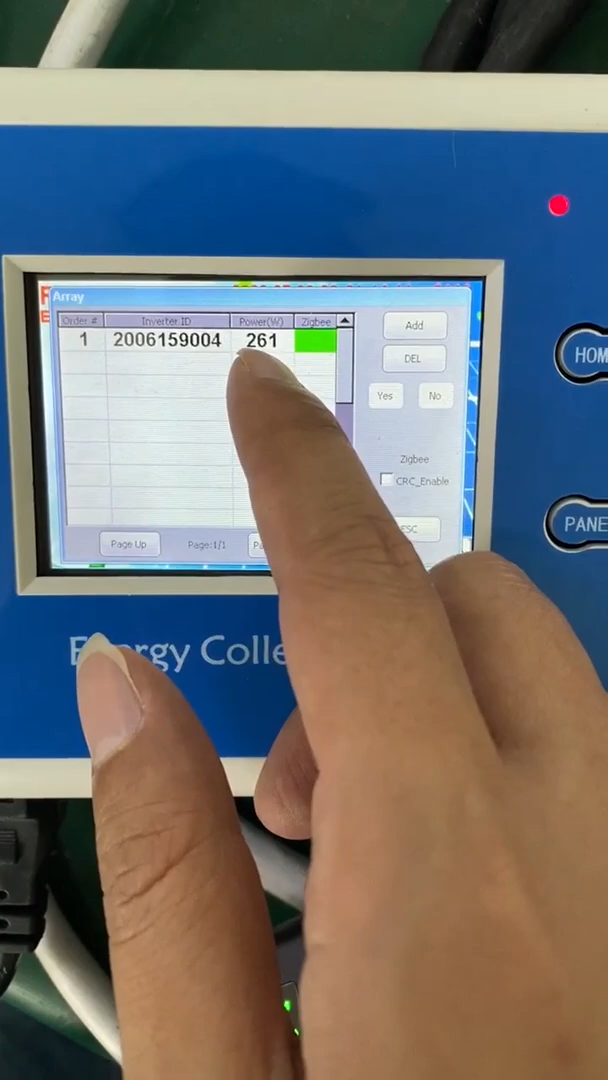 Array
Order # Inverter ID Power(W) Zigbee
1 2006159004 261
Add
DEL
Yes No
Zigbee
CRC_Enable
ESC
Page Up Page:1/1
HOM
PANE
Energy Colle